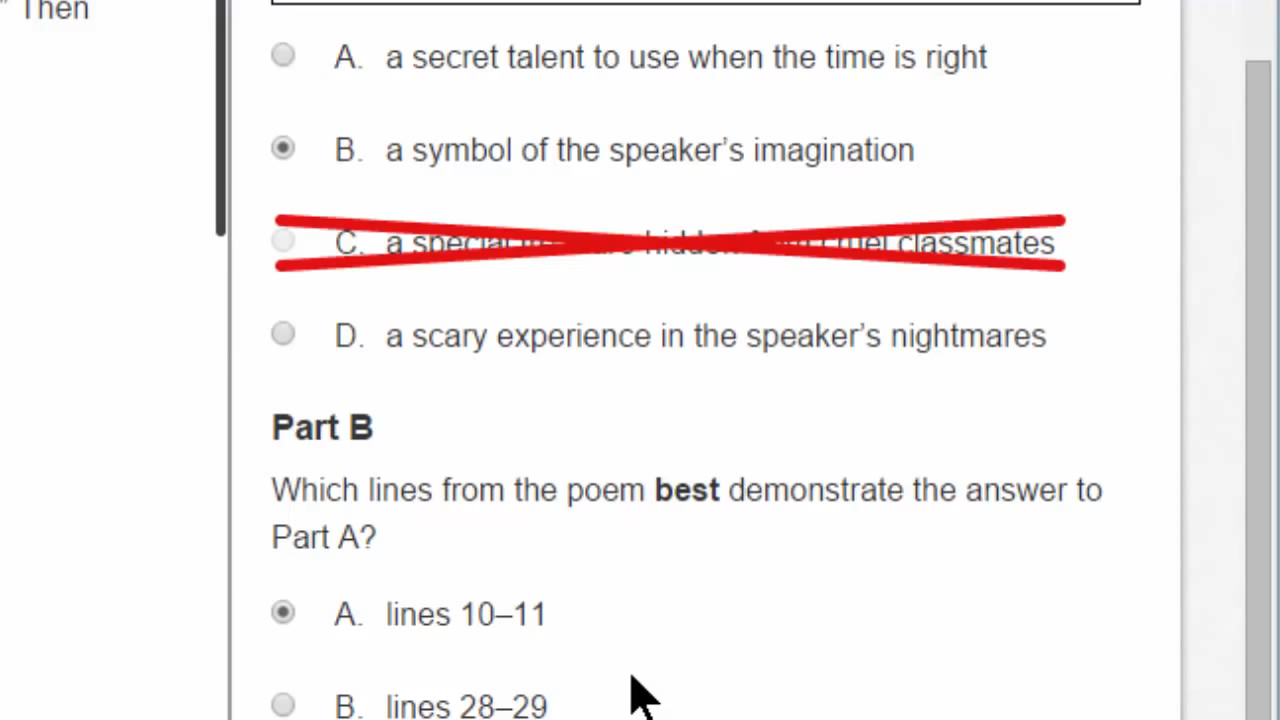 " Then
A. a secret talent to use when the time is right
B. a symbol of the speaker's imagination
C. a special hidden cruel classmates
D. a scary experience in the speaker's nightmares
Part B
Which lines from the poem best demonstrate the answer to
Part A?
A. lines 10–11
B. lines 28–29